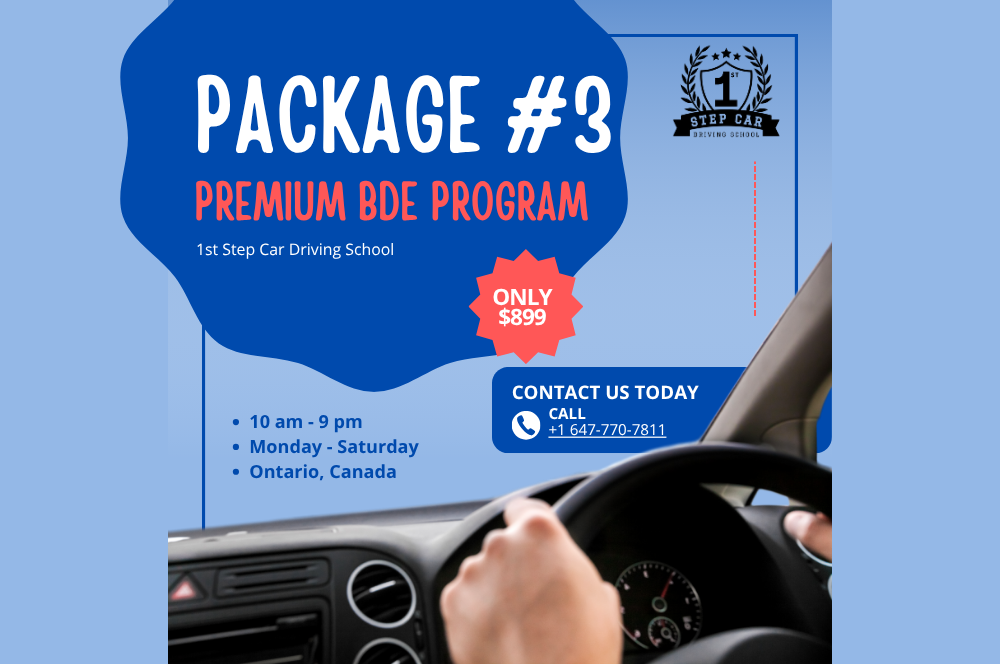 PACKAGE #3
PREMIUM BDE PROGRAM
1st Step Car Driving School
1ST
STEP CAR
DRIVING SCHOOL
ONLY
$899
CONTACT US TODAY
CALL
+1 647-770-7811
• 10 am - 9 pm
• Monday - Saturday
• Ontario, Canada